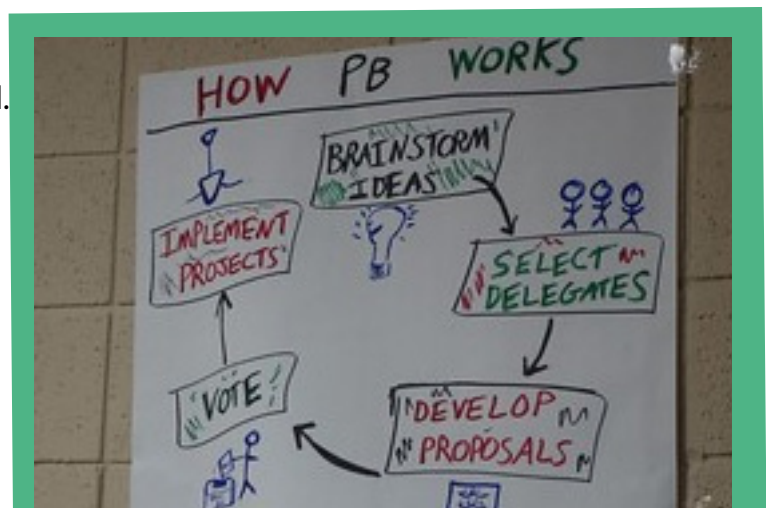 HOW PB WORKS
BRAINSTORM
IDEAS
SELECT
DELEGATES
DEVELOP
PROPOSALS
VOTE!
IMPLEMENT
PROJECTS